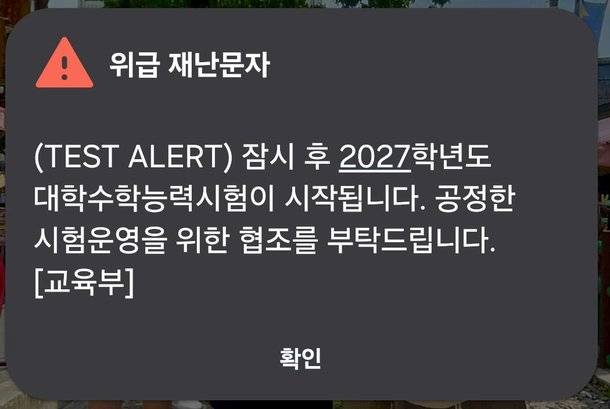 위급 재난문자
(TEST ALERT) 잠시 후 2027학년도
대학수학능력시험이 시작됩니다. 공정한
시험운영을 위한 협조를 부탁드립니다.
[교육부]
확인